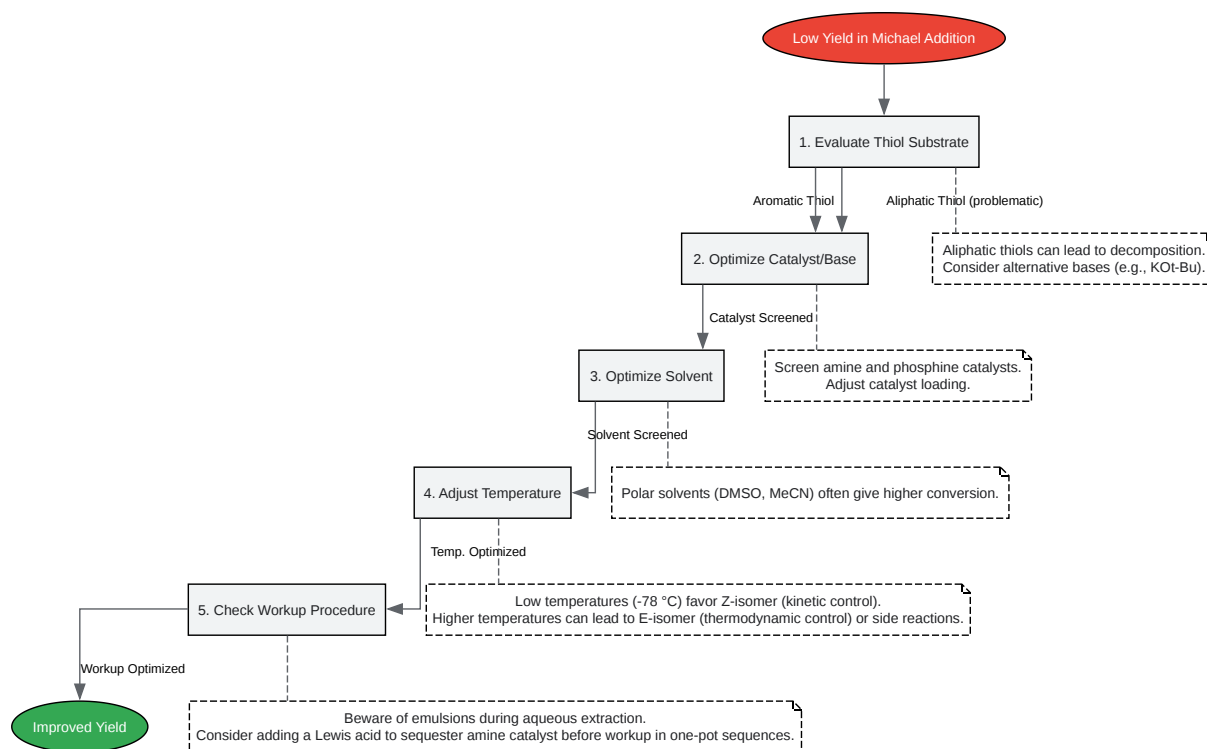 Low Yield in Michael Addition
1. Evaluate Thiol Substrate
Aromatic Thiol
Aliphatic Thiol (problematic)
2. Optimize Catalyst/Base
Aliphatic thiols can lead to decomposition.
Consider alternative bases (e.g., KOt-Bu).
Catalyst Screened
3. Optimize Solvent
Screen amine and phosphine catalysts.
Adjust catalyst loading.
Solvent Screened
4. Adjust Temperature
Polar solvents (DMSO, MeCN) often give higher conversion.
Temp. Optimized
5. Check Workup Procedure
Low temperatures (-78 °C) favor Z-isomer (kinetic control).
Higher temperatures can lead to E-isomer (thermodynamic control) or side reactions.
Workup Optimized
Improved Yield
Beware of emulsions during aqueous extraction.
Consider adding a Lewis acid to sequester amine catalyst before workup in one-pot sequences.